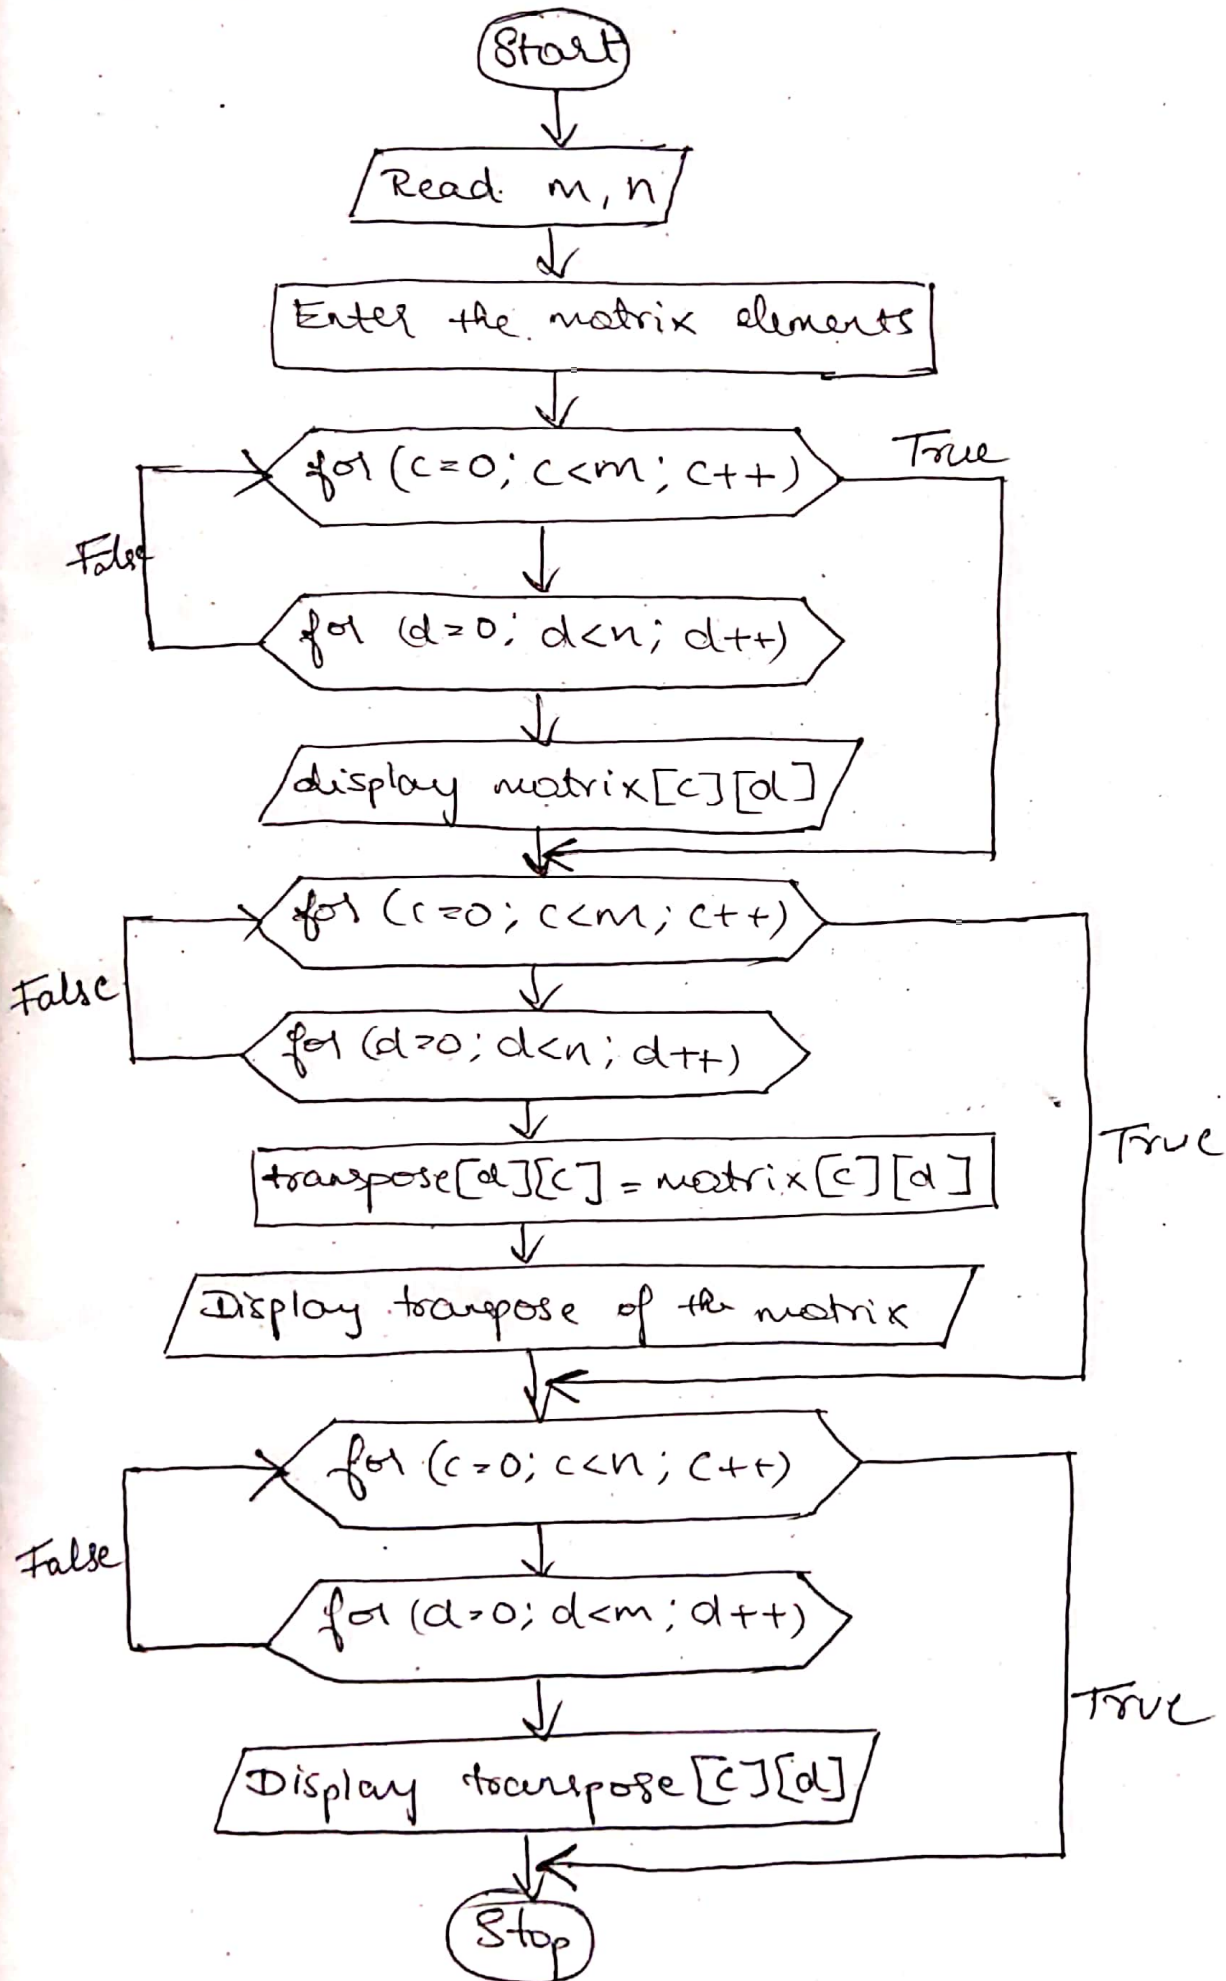 Start
Read m, n
Enter the matrix elements
for (c=0; c<m; c++)
True
False
for (d=0; d<n; d++)
display matrix[c][d]
for (c=0; c<m; c++)
False
for (d=0; d<n; d++)
True
transpose[d][c] = matrix[c][d]
Display transpose of the matrix
for (c=0; c<n; c++)
False
for (d=0; d<m; d++)
True
Display transpose[c][d]
Stop